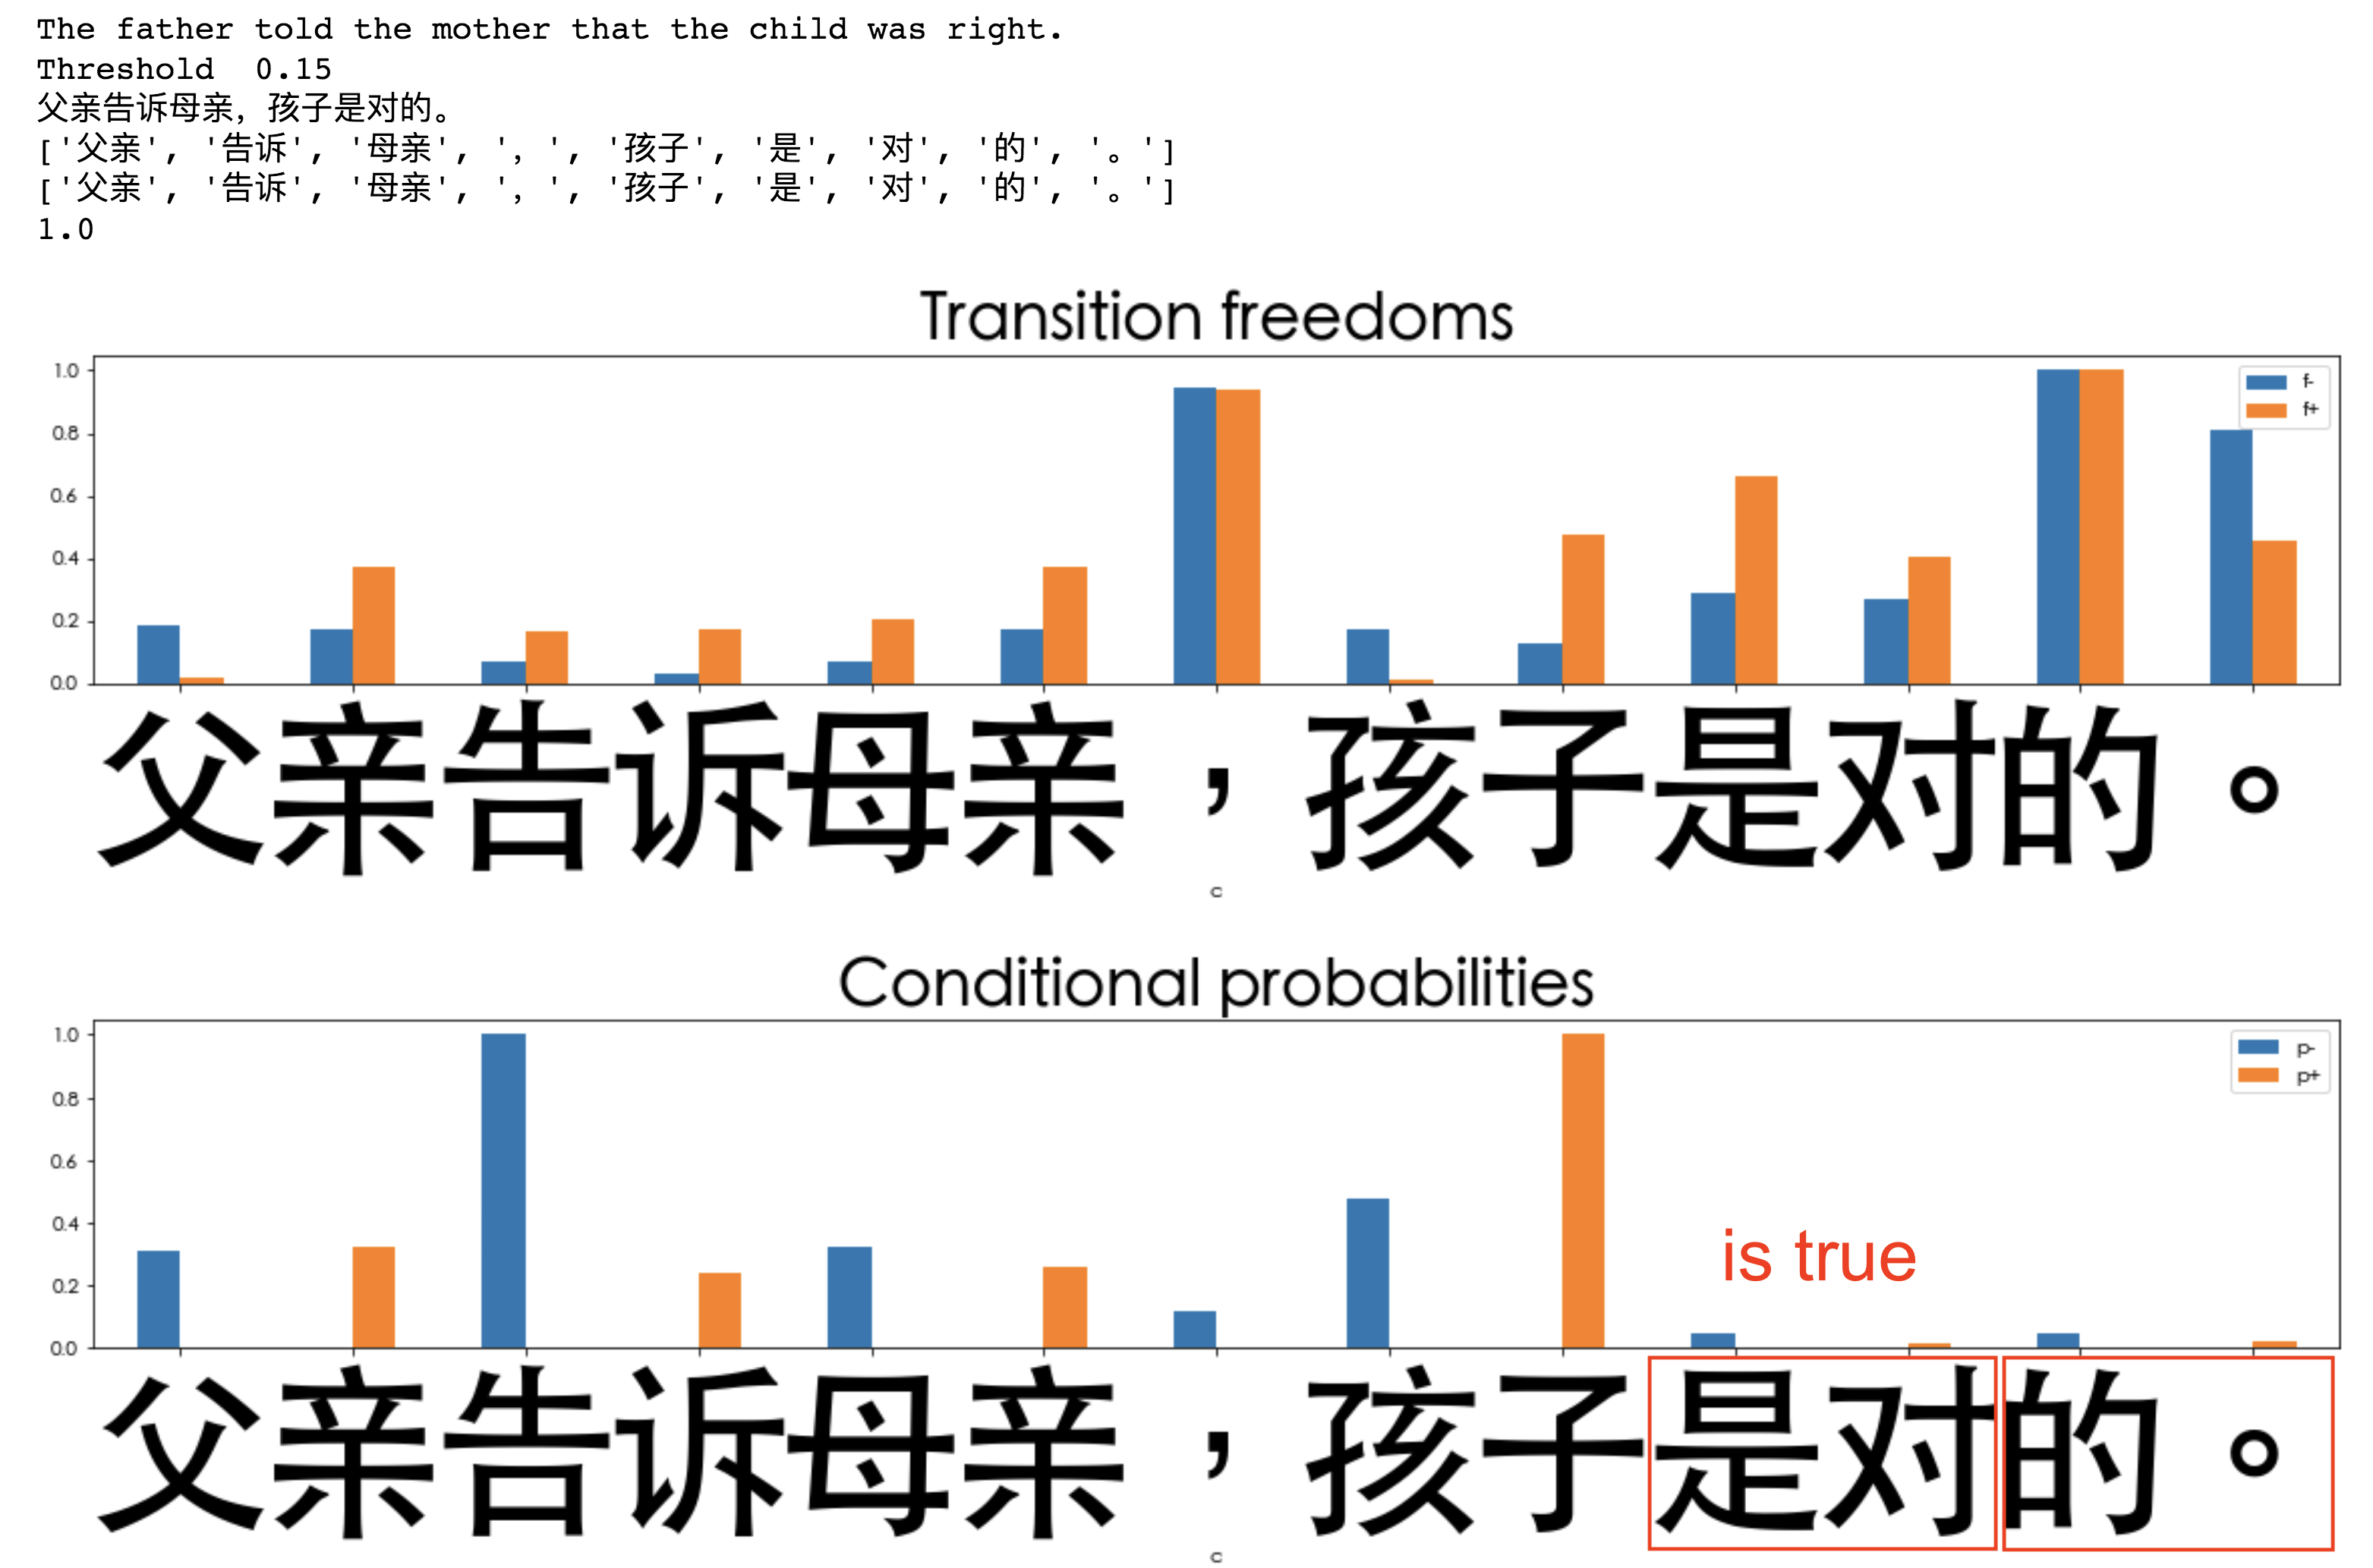 The father told the mother that the child was right.
Threshold  0.15
父亲告诉母亲，孩子是对的。
['父亲', '告诉', '母亲', '，', '孩子', '是', '对', '的', '。']
['父亲', '告诉', '母亲', '，', '孩子', '是', '对', '的', '。']
1.0
Transition freedoms
1.0
0.8
0.6
0.4
0.2
0.0
f-
f+
父亲告诉母亲，孩子是对的。
c
Conditional probabilities
1.0
0.8
0.6
0.4
0.2
0.0
p-
p+
is true
父亲告诉母亲，孩子是对的。
c